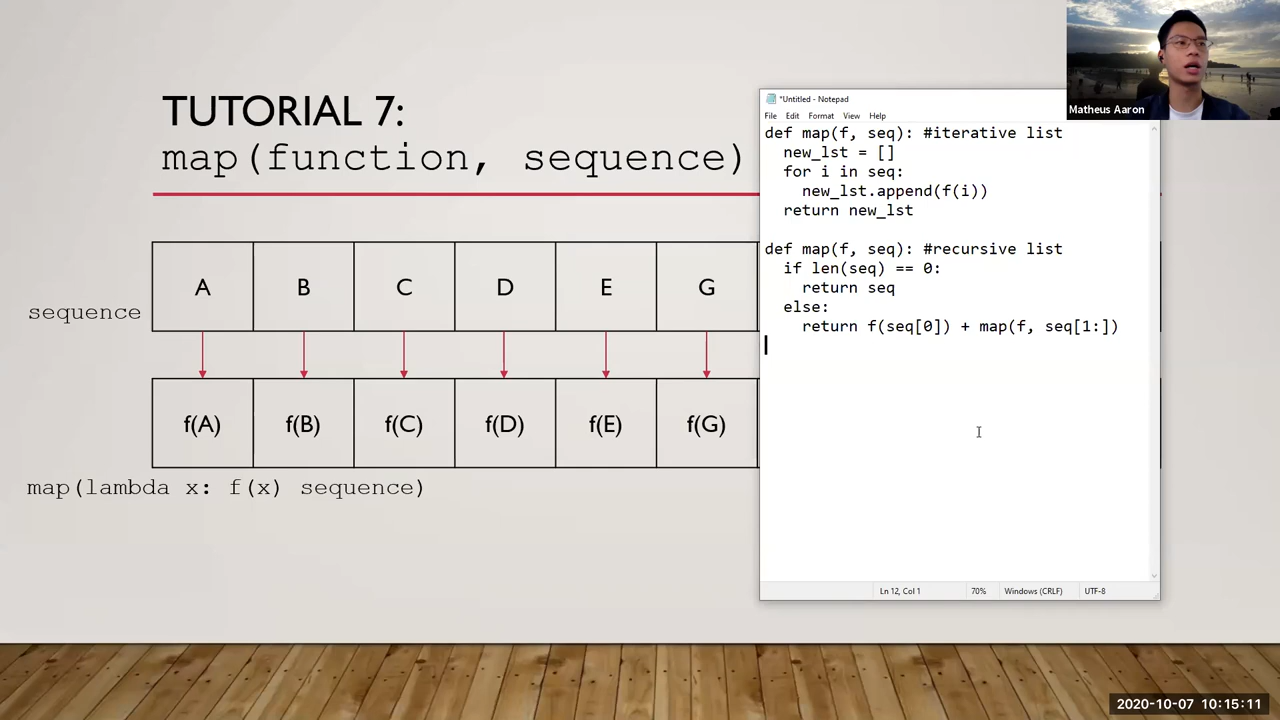 TUTORIAL 7:
map(function, sequence)
sequence
A B C D E G
f(A) f(B) f(C) f(D) f(E) f(G)
map(lambda x: f(x) sequence)
*Untitled - Notepad
File Edit Format View Help
def map(f, seq): #iterative list
new_lst = []
for i in seq:
new_lst.append(f(i))
return new_lst
def map(f, seq): #recursive list
if len(seq) == 0:
return seq
else:
return f(seq[0]) + map(f, seq[1:])
Ln 12, Col 1 70% Windows (CRLF) UTF-8
Matheus Aaron
2020-10-07 10:15:11